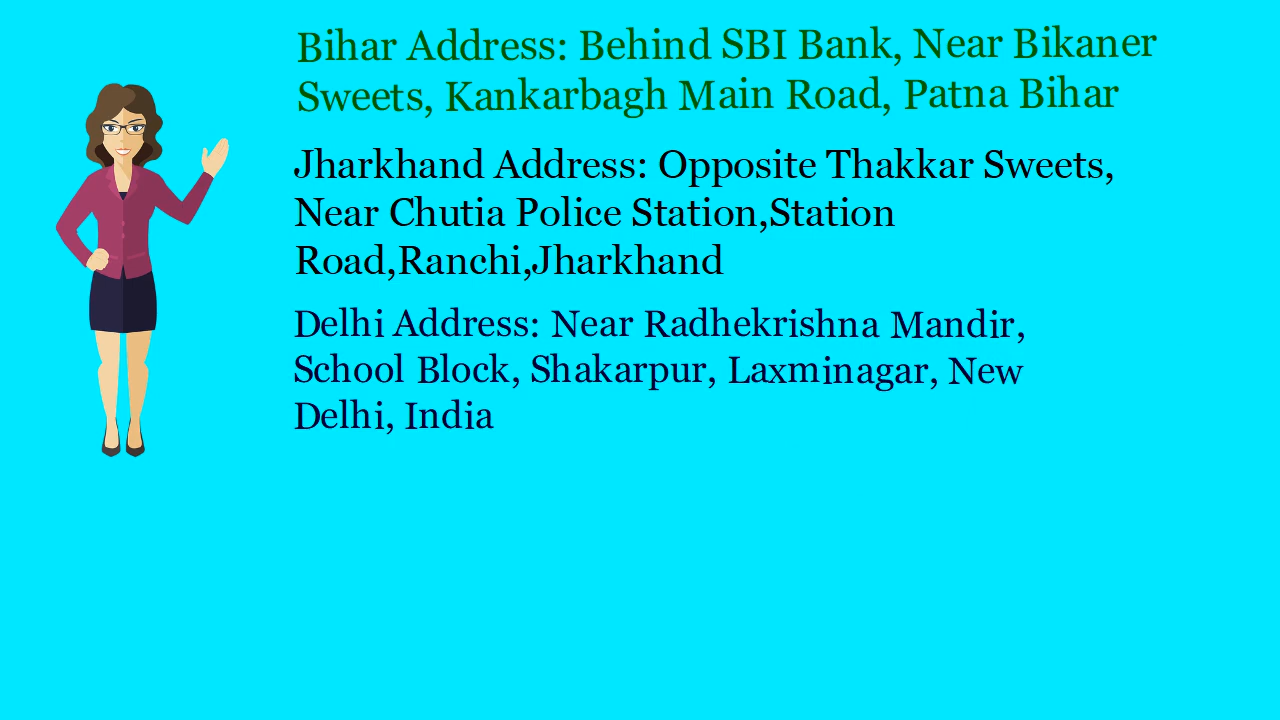 Bihar Address: Behind SBI Bank, Near Bikaner
Sweets, Kankarbagh Main Road, Patna Bihar
Jharkhand Address: Opposite Thakkar Sweets,
Near Chutia Police Station,Station
Road,Ranchi,Jharkhand
Delhi Address: Near Radhekrishna Mandir,
School Block, Shakarpur, Laxminagar, New
Delhi, India